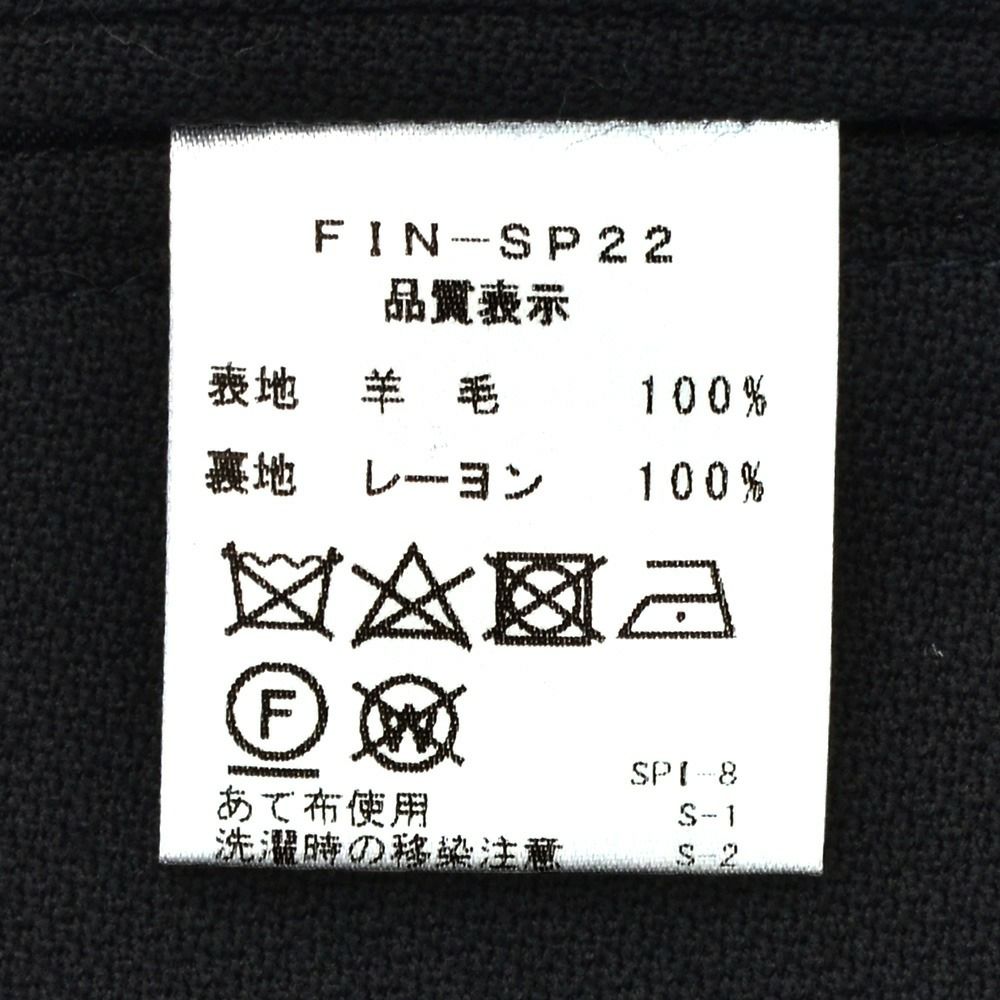 FIN-SP22
品質表示
表地 羊毛 100%
裏地 レーヨン 100%
F W
SPI-8
あて布使用 S-1
洗濯時の移染注意 S-2